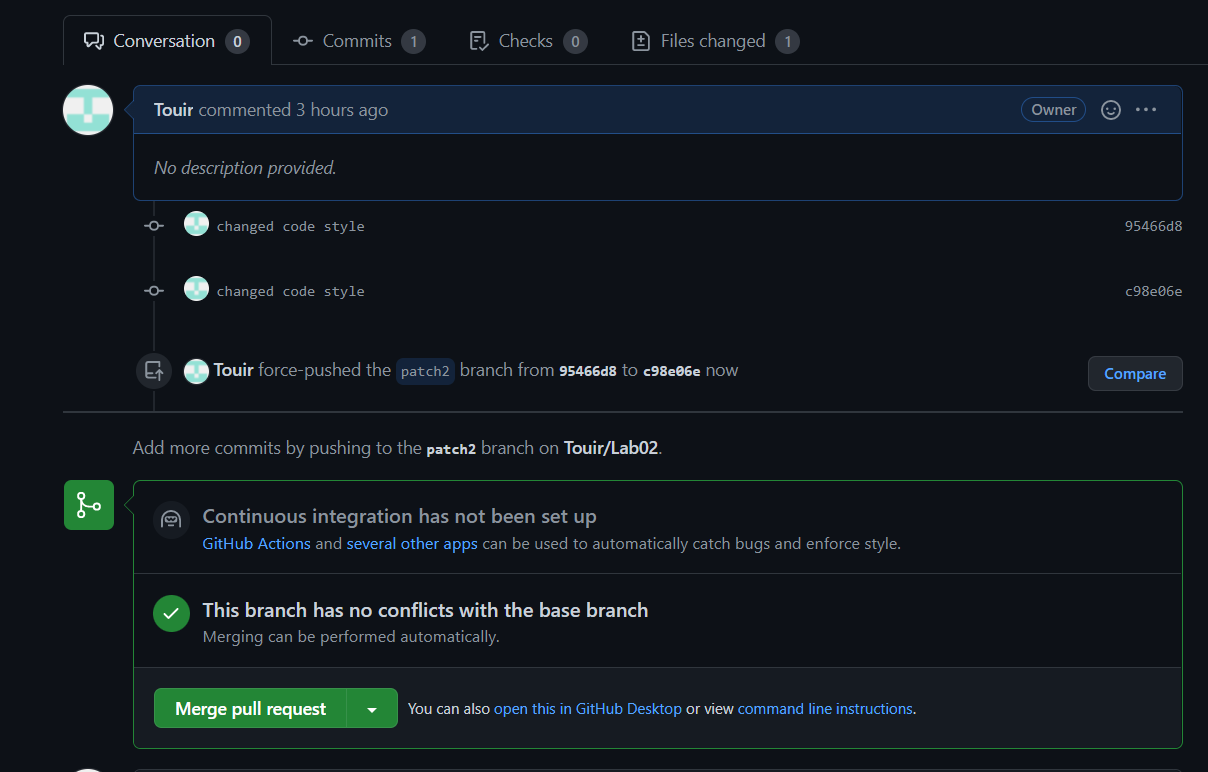 Conversation 0 Commits 1 Checks 0 Files changed 1
Touir commented 3 hours ago Owner
No description provided.
changed code style 95466d8
changed code style c98e06e
Touir force-pushed the patch2 branch from 95466d8 to c98e06e now Compare
Add more commits by pushing to the patch2 branch on Touir/Lab02.
Continuous integration has not been set up
GitHub Actions and several other apps can be used to automatically catch bugs and enforce style.
This branch has no conflicts with the base branch
Merging can be performed automatically.
Merge pull request You can also open this in GitHub Desktop or view command line instructions.